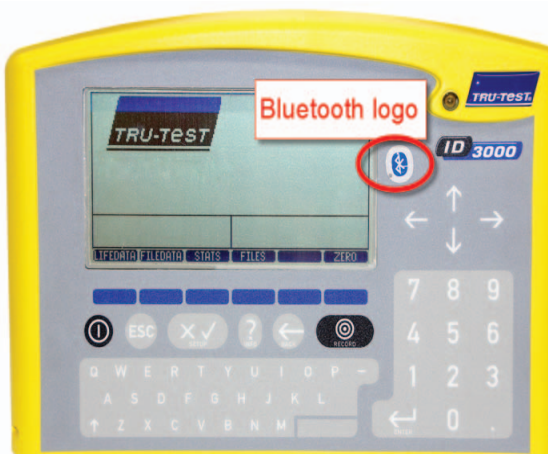 Bluetooth logo
TRU-TEST
TRU-TEST
ID 3000
LIFEDATA FILEDATA STATS FILES ZERO
7 8 9
ESC ? RECORD
4 5 6
Q W E R T Y U I O P -
1 2 3
A S D F G H J K L
Z X C V B N M
0 .